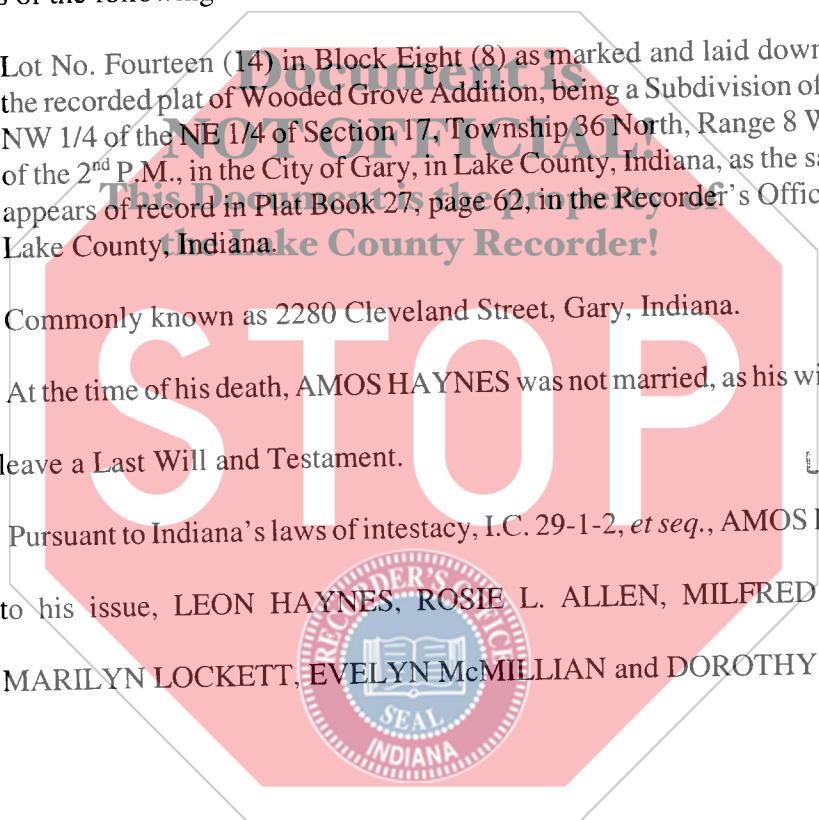 s of the following
Lot No. Fourteen (14) in Block Eight (8) as marked and laid down
the recorded plat of Wooded Grove Addition, being a Subdivision of
NW 1/4 of the NE 1/4 of Section 17, Township 36 North, Range 8 W
of the 2nd P.M., in the City of Gary, in Lake County, Indiana, as the sa
appears of record in Plat Book 27, page 62, in the Recorder's Offic
Lake County, Indiana.
Document is
NOT OFFICIAL!
This Document is the property of
the Lake County Recorder!
Commonly known as 2280 Cleveland Street, Gary, Indiana.
STOP
At the time of his death, AMOS HAYNES was not married, as his wi
leave a Last Will and Testament.
Pursuant to Indiana's laws of intestacy, I.C. 29-1-2, et seq., AMOS
to his issue, LEON HAYNES, ROSIE L. ALLEN, MILFRED
MARILYN LOCKETT, EVELYN McMILLIAN and DOROTHY
RECORDER'S OFFICE
SEAL
INDIANA